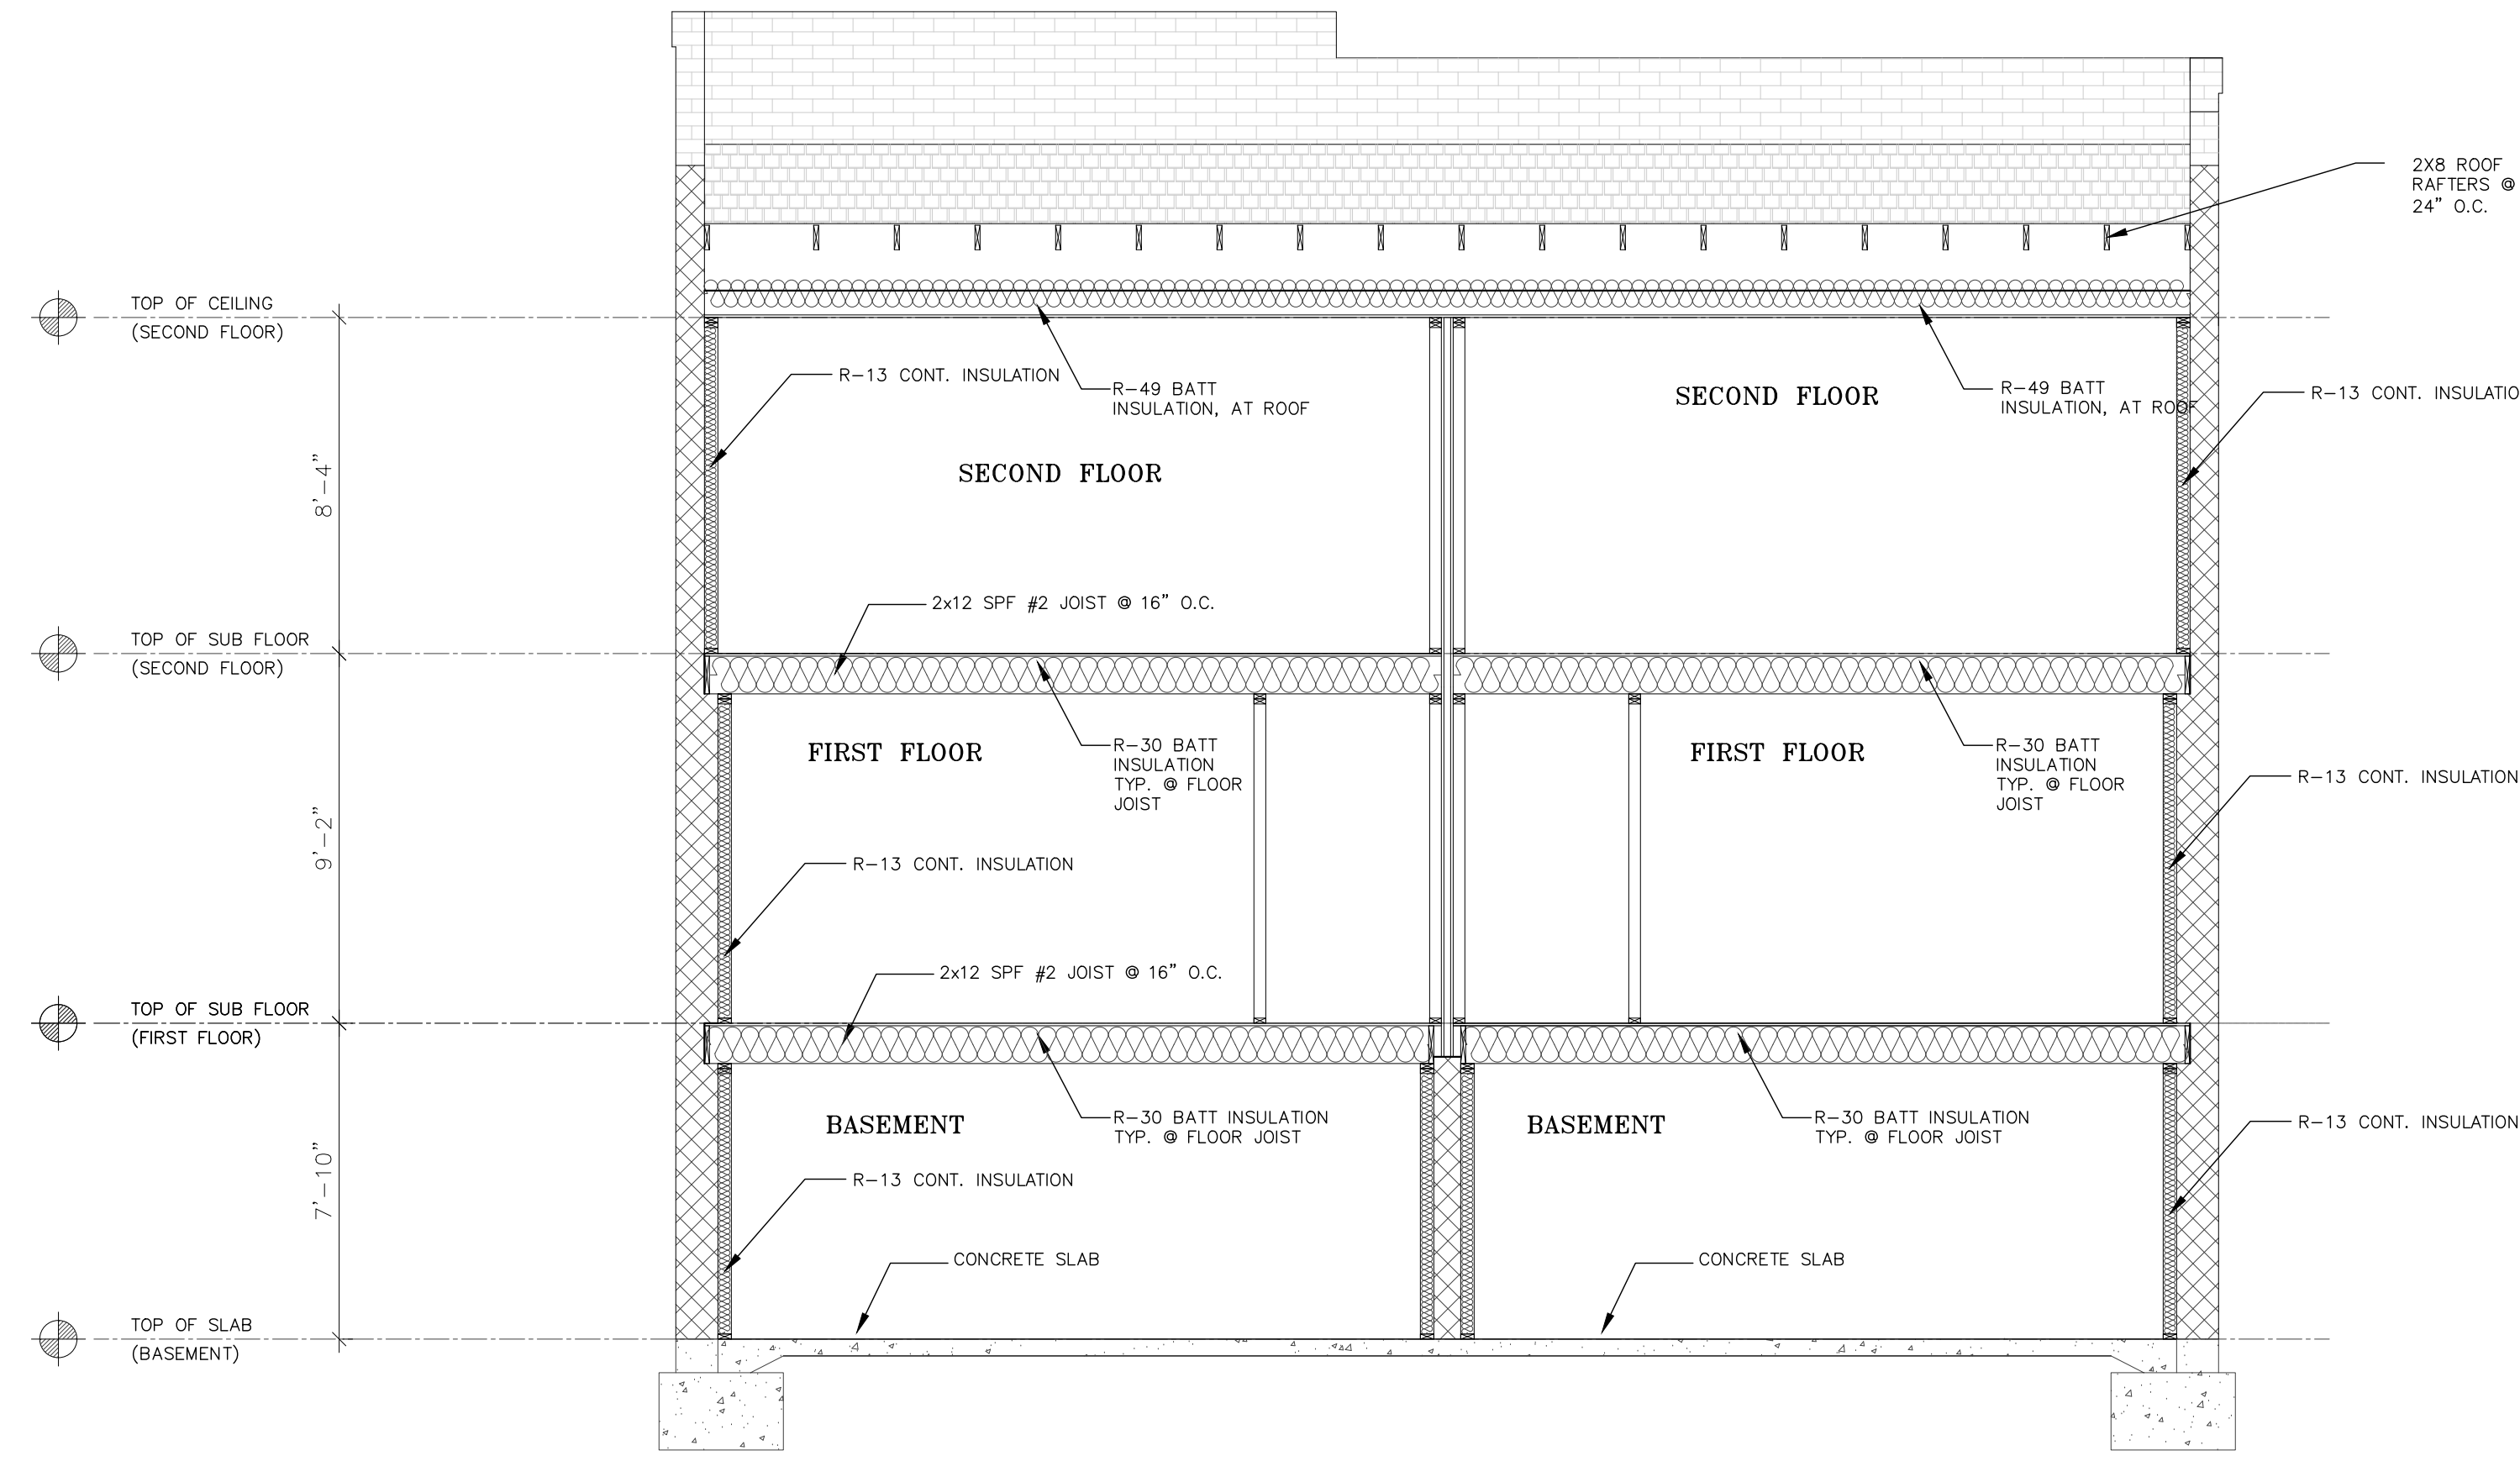 2X8 ROOF
RAFTERS @
24" O.C.
TOP OF CEILING
(SECOND FLOOR)
R-13 CONT. INSULATION
R-49 BATT
INSULATION, AT ROOF
SECOND FLOOR
R-49 BATT
INSULATION, AT ROOF
R-13 CONT. INSULATIO
8'-4"
SECOND FLOOR
2x12 SPF #2 JOIST @ 16" O.C.
TOP OF SUB FLOOR
(SECOND FLOOR)
FIRST FLOOR
R-30 BATT
INSULATION
TYP. @ FLOOR
JOIST
FIRST FLOOR
R-30 BATT
INSULATION
TYP. @ FLOOR
JOIST
R-13 CONT. INSULATION
9'-2"
R-13 CONT. INSULATION
2x12 SPF #2 JOIST @ 16" O.C.
TOP OF SUB FLOOR
(FIRST FLOOR)
BASEMENT
R-30 BATT INSULATION
TYP. @ FLOOR JOIST
BASEMENT
R-30 BATT INSULATION
TYP. @ FLOOR JOIST
R-13 CONT. INSULATION
7'-10"
R-13 CONT. INSULATION
CONCRETE SLAB
CONCRETE SLAB
TOP OF SLAB
(BASEMENT)